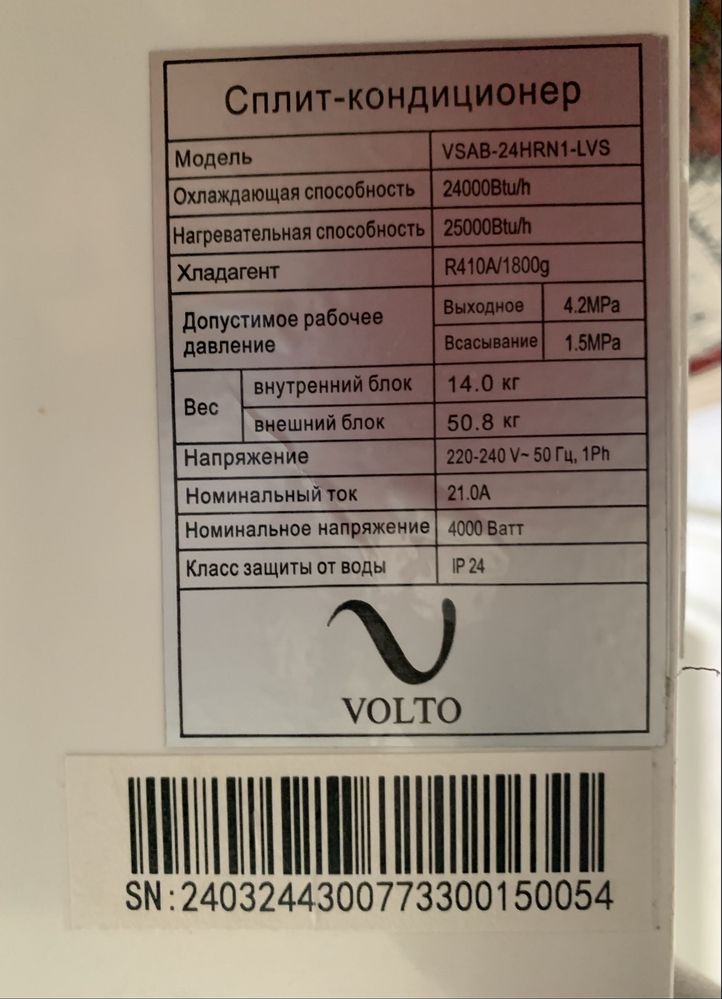 Сплит-кондиционер
Модель VSAB-24HRN1-LVS
Охлаждающая способность 24000Btu/h
Нагревательная способность 25000Btu/h
Хладагент R410A/1800g
Допустимое рабочее давление Выходное 4.2MPa
Всасывание 1.5MPa
Вес внутренний блок 14.0 кг
внешний блок 50.8 кг
Напряжение 220-240 V~ 50 Гц, 1Ph
Номинальный ток 21.0A
Номинальное напряжение 4000 Ватт
Класс защиты от воды IP 24
VOLTO
SN:2403244300773300150054